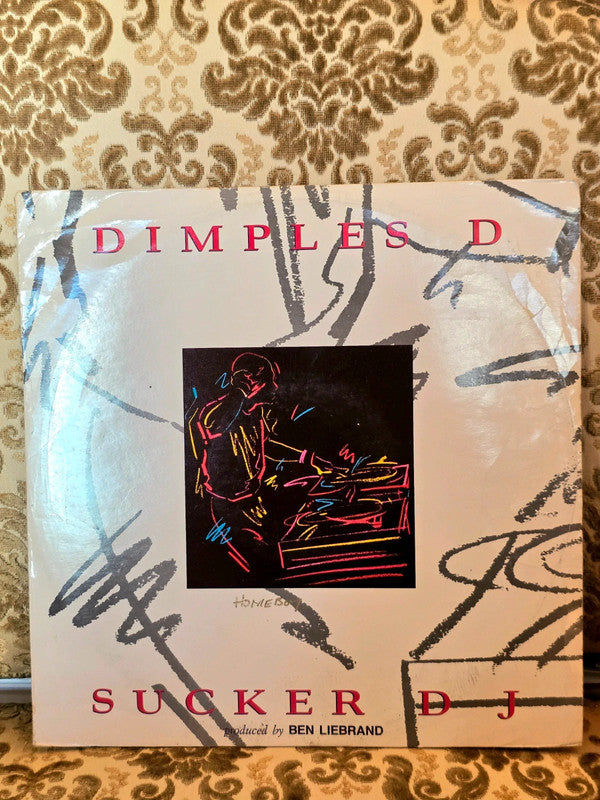 DIMPLES D
HOMEBOY
SUCKER DJ
produced by BEN LIEBRAND